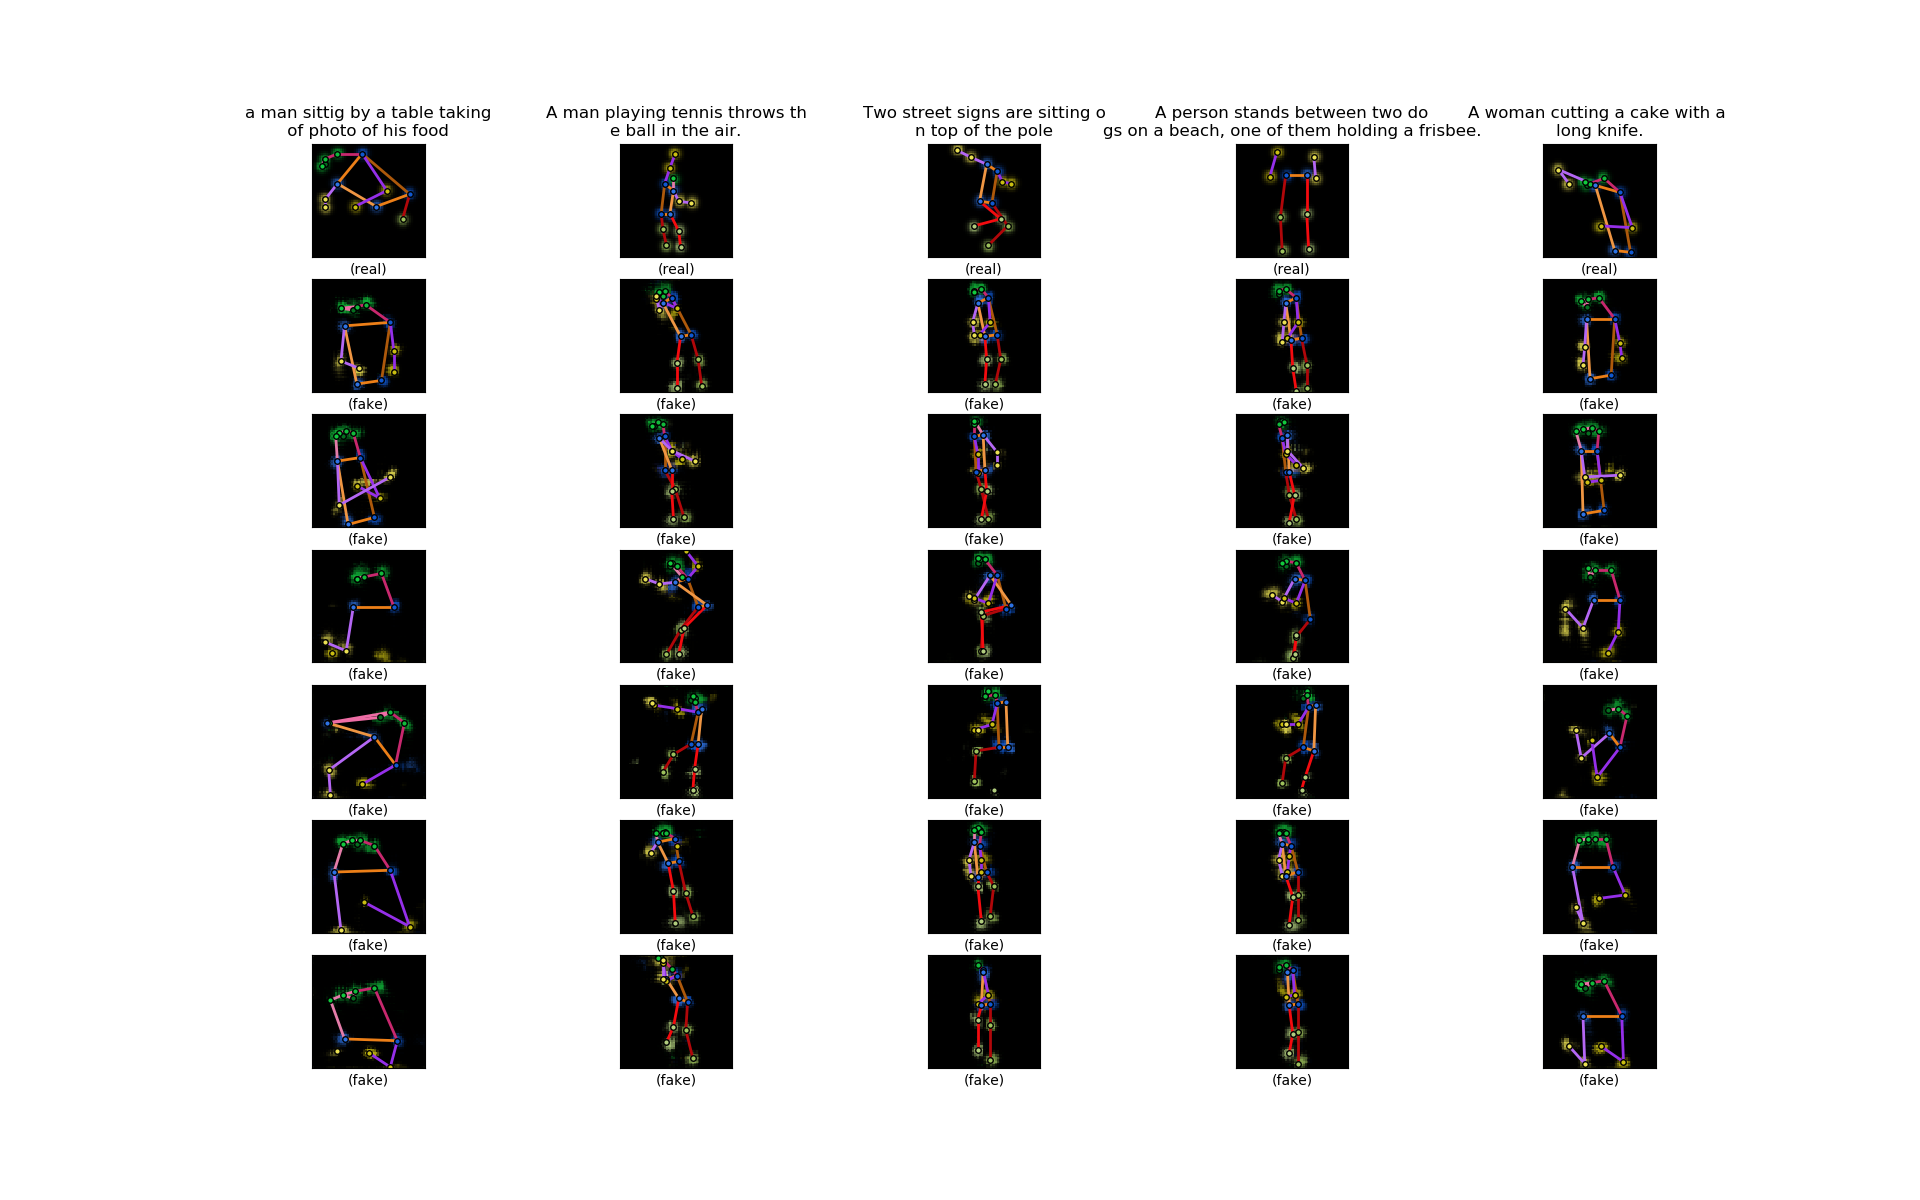 a man sittig by a table taking
of photo of his food
A man playing tennis throws th
e ball in the air.
Two street signs are sitting o
n top of the pole
A person stands between two do
gs on a beach, one of them holding a frisbee.
A woman cutting a cake with a
long knife.
(real) (real) (real) (real) (real)
(fake) (fake) (fake) (fake) (fake)
(fake) (fake) (fake) (fake) (fake)
(fake) (fake) (fake) (fake) (fake)
(fake) (fake) (fake) (fake) (fake)
(fake) (fake) (fake) (fake) (fake)
(fake) (fake) (fake) (fake) (fake)